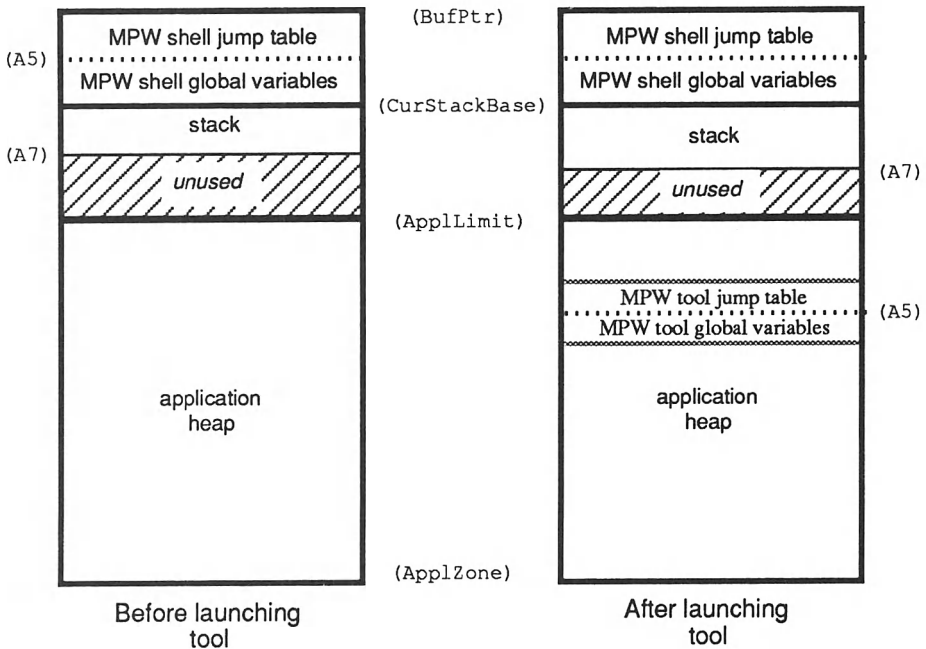 (BufPtr)
MPW shell jump table
MPW shell jump table
(A5)
MPW shell global variables
MPW shell global variables
(CurStackBase)
stack
stack
(A7)
(A7)
unused
unused
(ApplLimit)
MPW tool jump table
(A5)
MPW tool global variables
application
heap
application
heap
(ApplZone)
Before launching
tool
After launching
tool